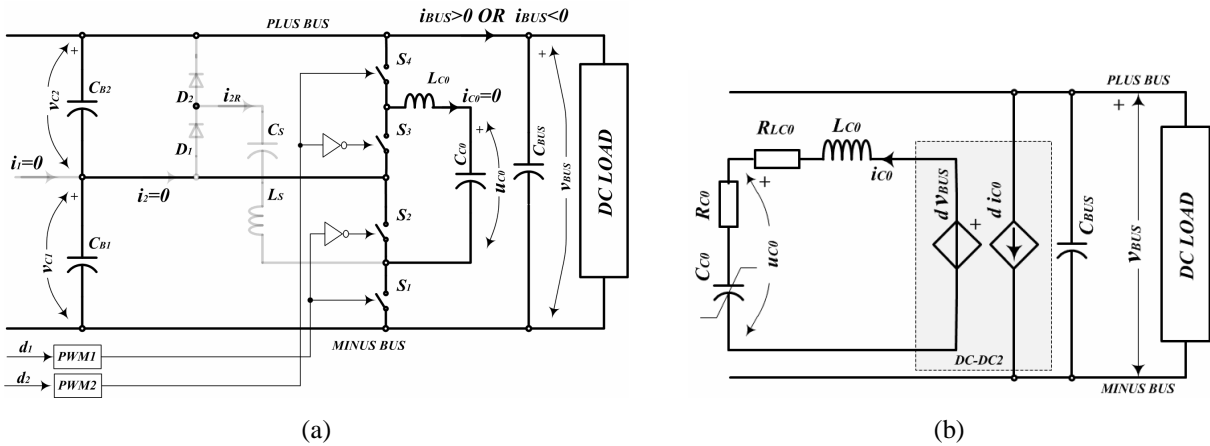 PLUS BUS
iBUS>0 OR iBUS<0
+
vC2
CB2
D2
D1
i2R
CS
LS
S4
LC0
iC0=0
+
S3
CC0
uC0
+
CBUS
vBUS
DC LOAD
i1=0
i2=0
+
vC1
CB1
S2
S1
MINUS BUS
d1
PWM1
d2
PWM2
(a)
PLUS BUS
RLC0
LC0
iC0
+
RC0
uC0
CC0
d vBUS
+
d iC0
DC-DC2
CBUS
+
vBUS
DC LOAD
MINUS BUS
(b)